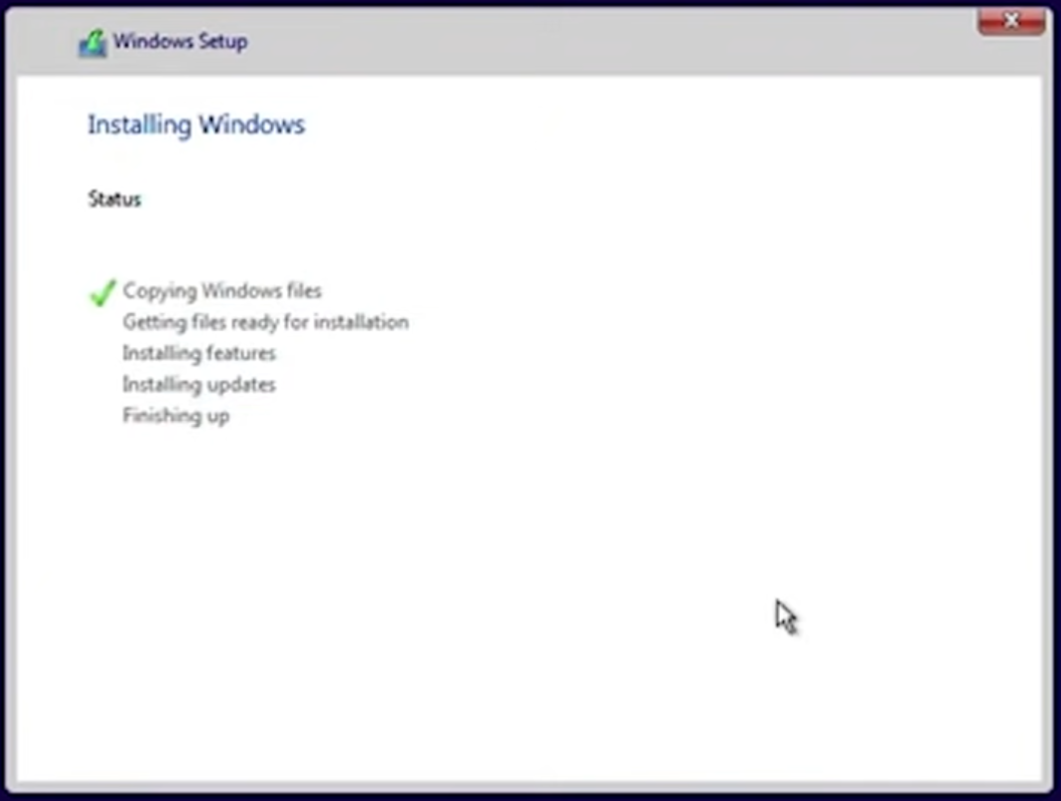 Windows Setup
Installing Windows
Status
Copying Windows files
Getting files ready for installation
Installing features
Installing updates
Finishing up